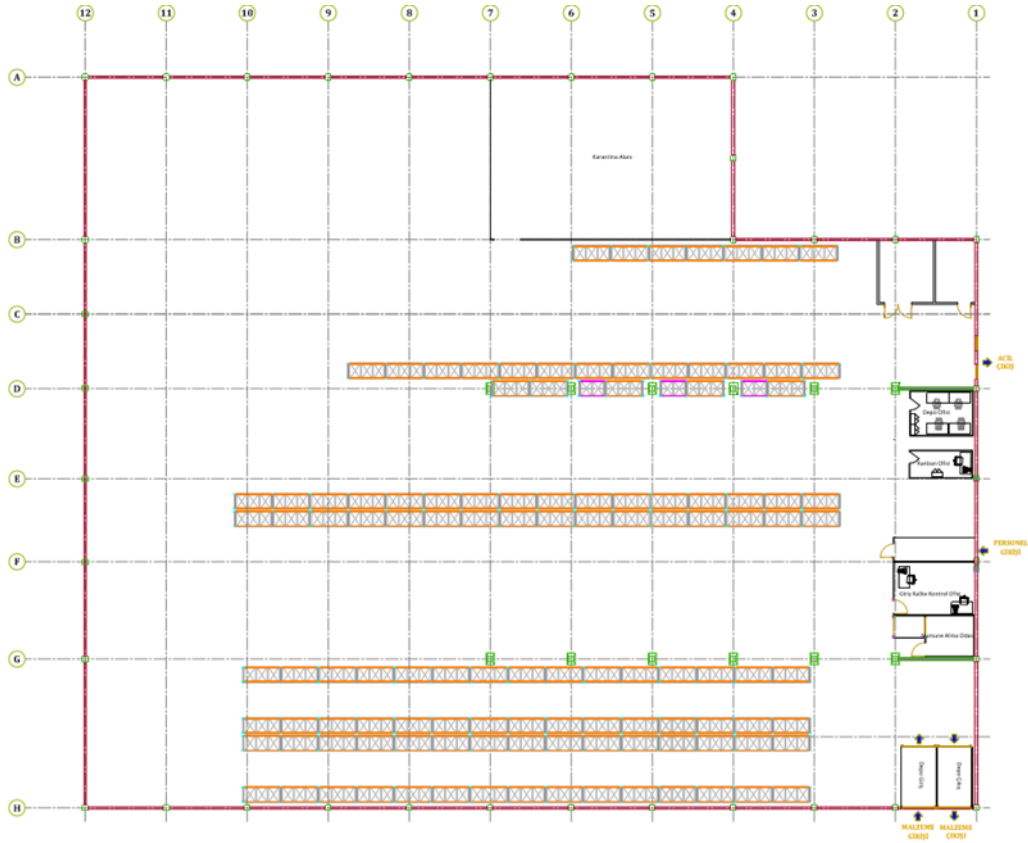 12 11 10 9 8 7 6 5 4 3 2 1
A
Karantina Alanı
B
C
ACİL
ÇIKIŞ
D
Depo Ofisi
Kanban Ofisi
E
PERSONEL
GİRİŞİ
F
Giriş Kalite Kontrol Ofisi
Numune Alma Odası
G
Depo Giriş
Depo Çıkış
H
MALZEME
GİRİŞİ
MALZEME
ÇIKIŞI